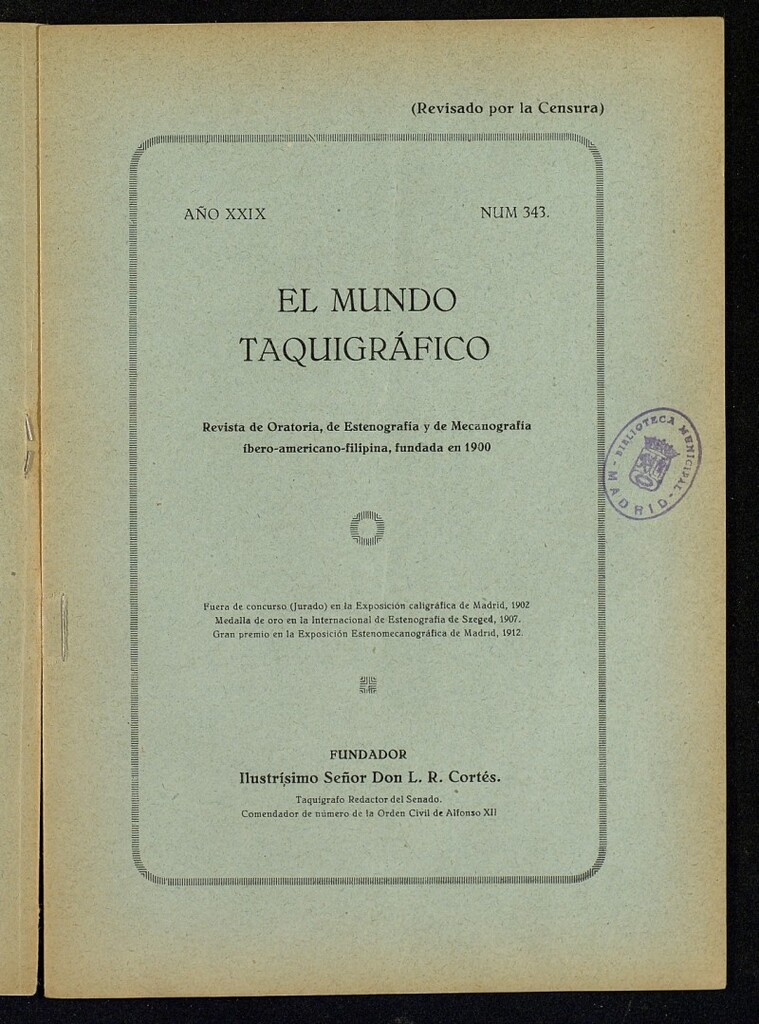 (Revisado por la Censura)
AÑO XXIX
NUM 343.
EL MUNDO
TAQUIGRÁFICO
Revista de Oratoria, de Estenografía y de Mecanografía
íbero-americano-filipina, fundada en 1900
BIBLIOTECA MUNICIPAL
- MADRID -
Fuera de concurso (Jurado) en la Exposición caligráfica de Madrid, 1902
Medalla de oro en la Internacional de Estenografía de Szeged, 1907.
Gran premio en la Exposición Estenomecanográfica de Madrid, 1912.
FUNDADOR
Ilustrísimo Señor Don L. R. Cortés.
Taquígrafo Redactor del Senado.
Comendador de número de la Orden Civil de Alfonso XII